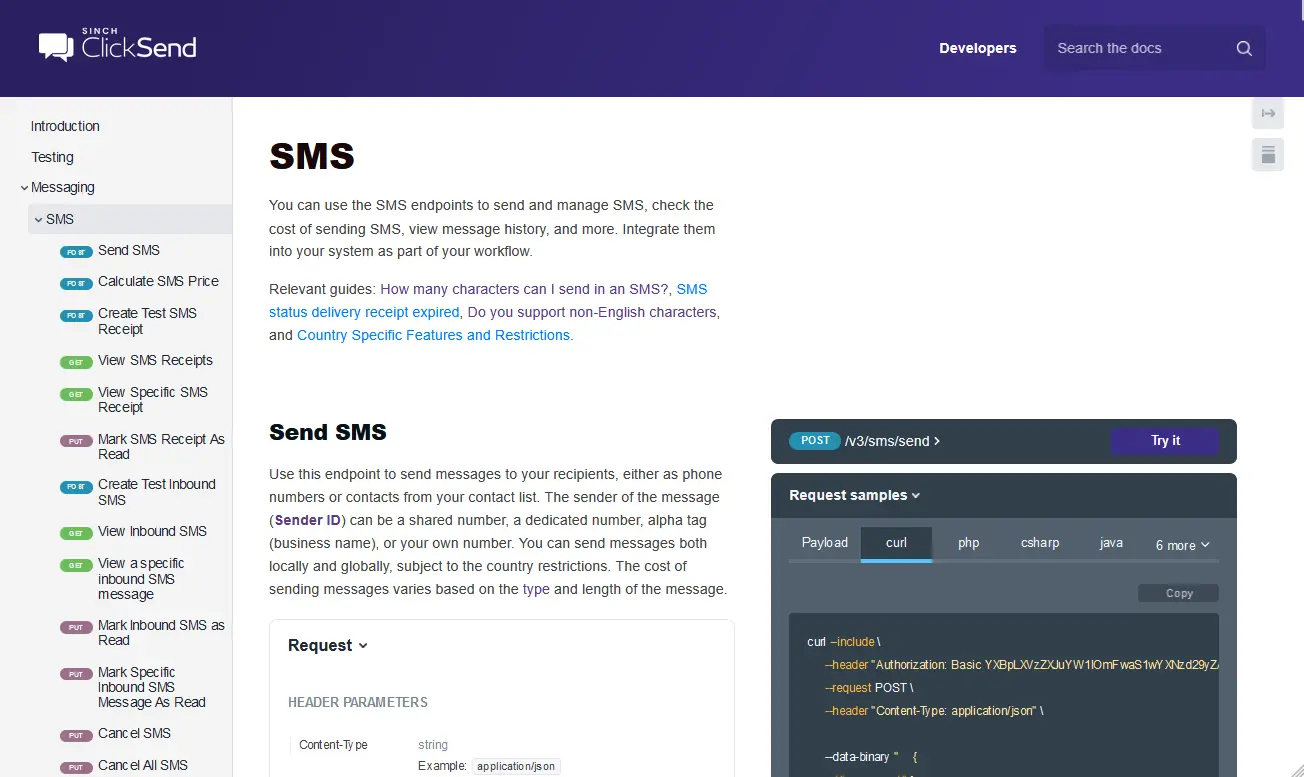 SINCH
ClickSend
Developers
Search the docs
Introduction
Testing
Messaging
SMS
POST Send SMS
POST Calculate SMS Price
POST Create Test SMS
Receipt
GET View SMS Receipts
GET View Specific SMS
Receipt
PUT Mark SMS Receipt As
Read
POST Create Test Inbound
SMS
GET View Inbound SMS
GET View a specific
inbound SMS
message
PUT Mark Inbound SMS as
Read
PUT Mark Specific
Inbound SMS
Message As Read
PUT Cancel SMS
PUT Cancel All SMS
SMS
You can use the SMS endpoints to send and manage SMS, check the
cost of sending SMS, view message history, and more. Integrate them
into your system as part of your workflow.
Relevant guides: How many characters can I send in an SMS?, SMS
status delivery receipt expired, Do you support non-English characters,
and Country Specific Features and Restrictions.
Send SMS
Use this endpoint to send messages to your recipients, either as phone
numbers or contacts from your contact list. The sender of the message
(Sender ID) can be a shared number, a dedicated number, alpha tag
(business name), or your own number. You can send messages both
locally and globally, subject to the country restrictions. The cost of
sending messages varies based on the type and length of the message.
Request
HEADER PARAMETERS
Content-Type string
Example: application/json
POST /v3/sms/send
Try it
Request samples
Payload curl php csharp java 6 more
Copy
curl --include \
--header "Authorization: Basic
--request POST \
--header "Content-Type: application/json" \
--data-binary " {